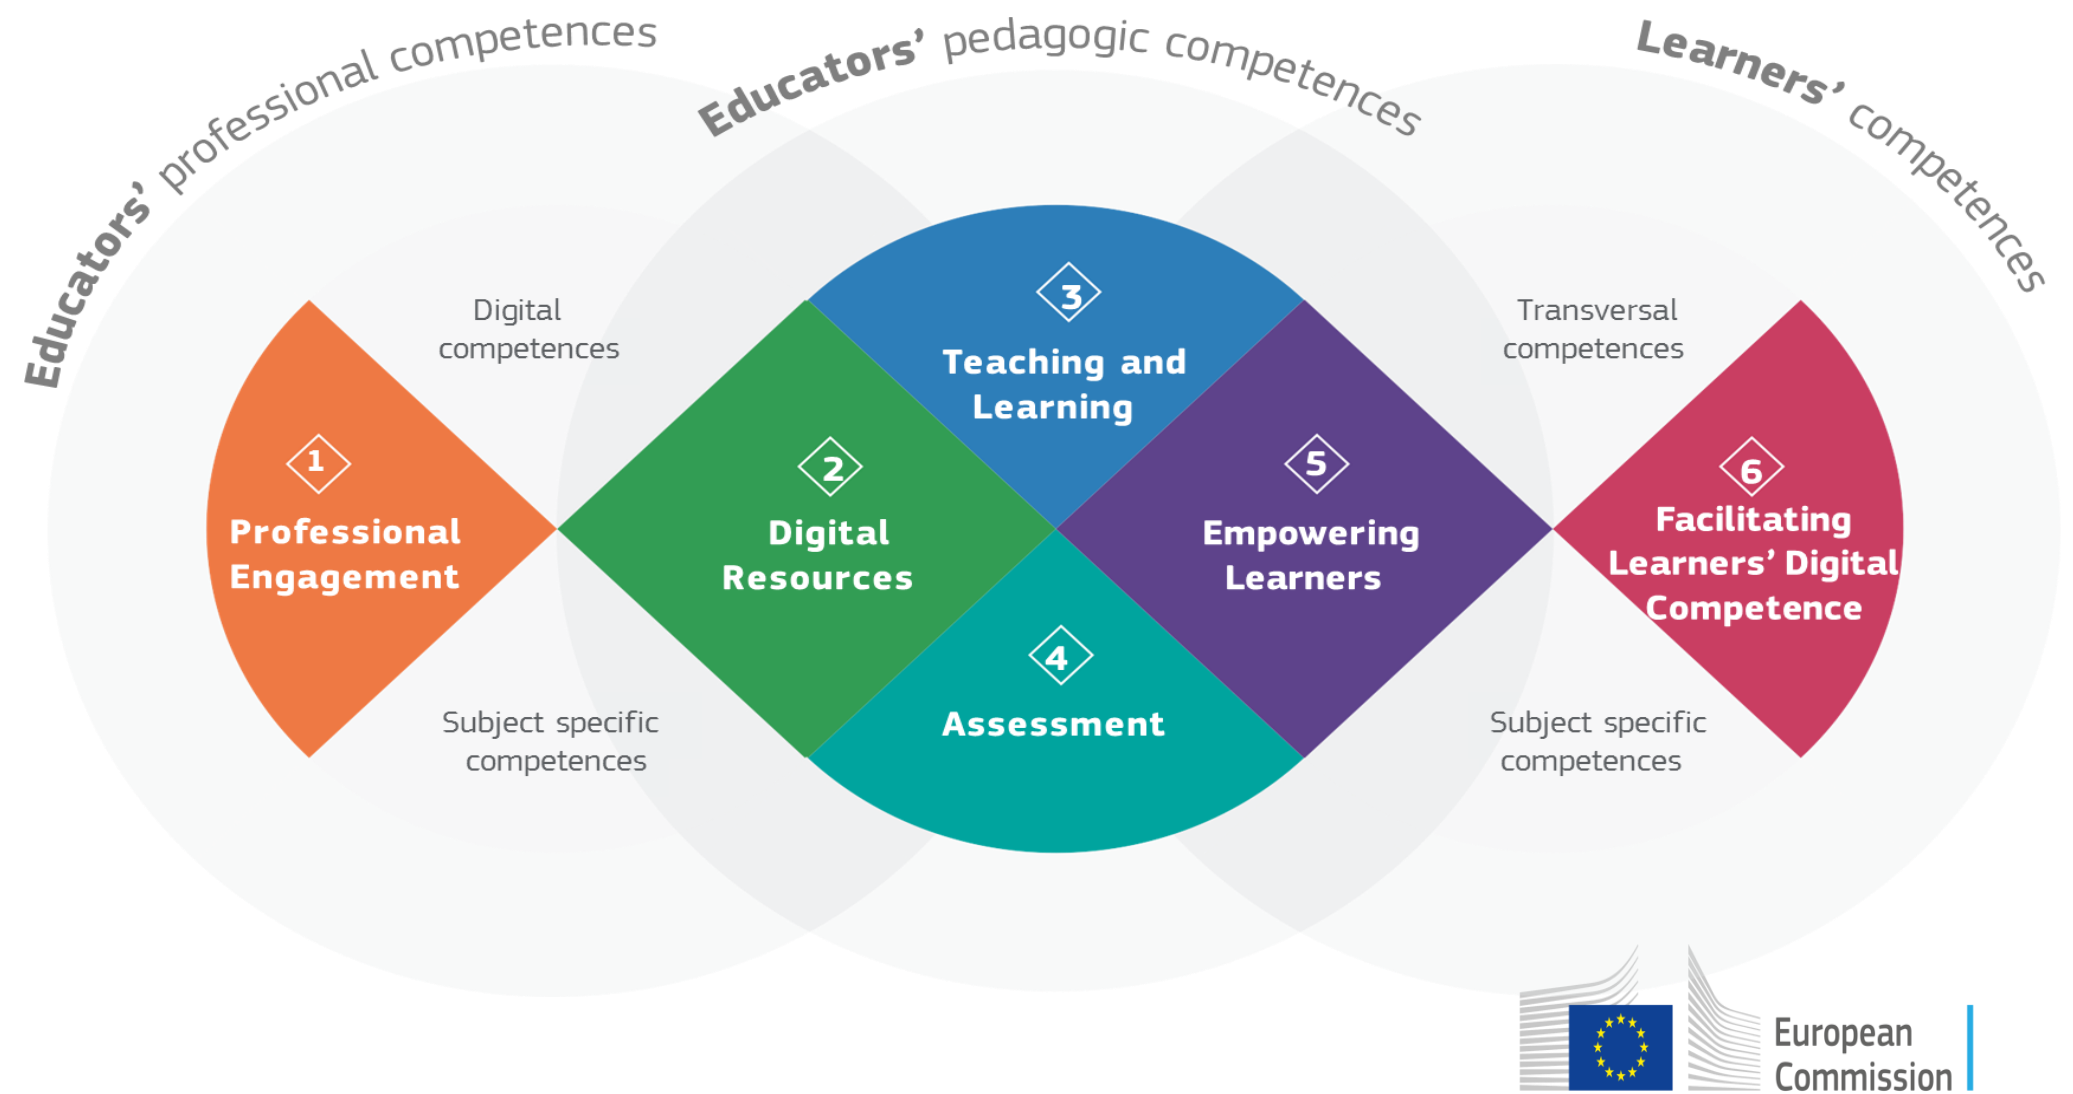 Educators’ professional competences
Educators’ pedagogic competences
Learners’ competences
Digital
competences
Transversal
competences
1
Professional
Engagement
2
Digital
Resources
3
Teaching and
Learning
4
Assessment
5
Empowering
Learners
6
Facilitating
Learners’ Digital
Competence
Subject specific
competences
Subject specific
competences
European
Commission